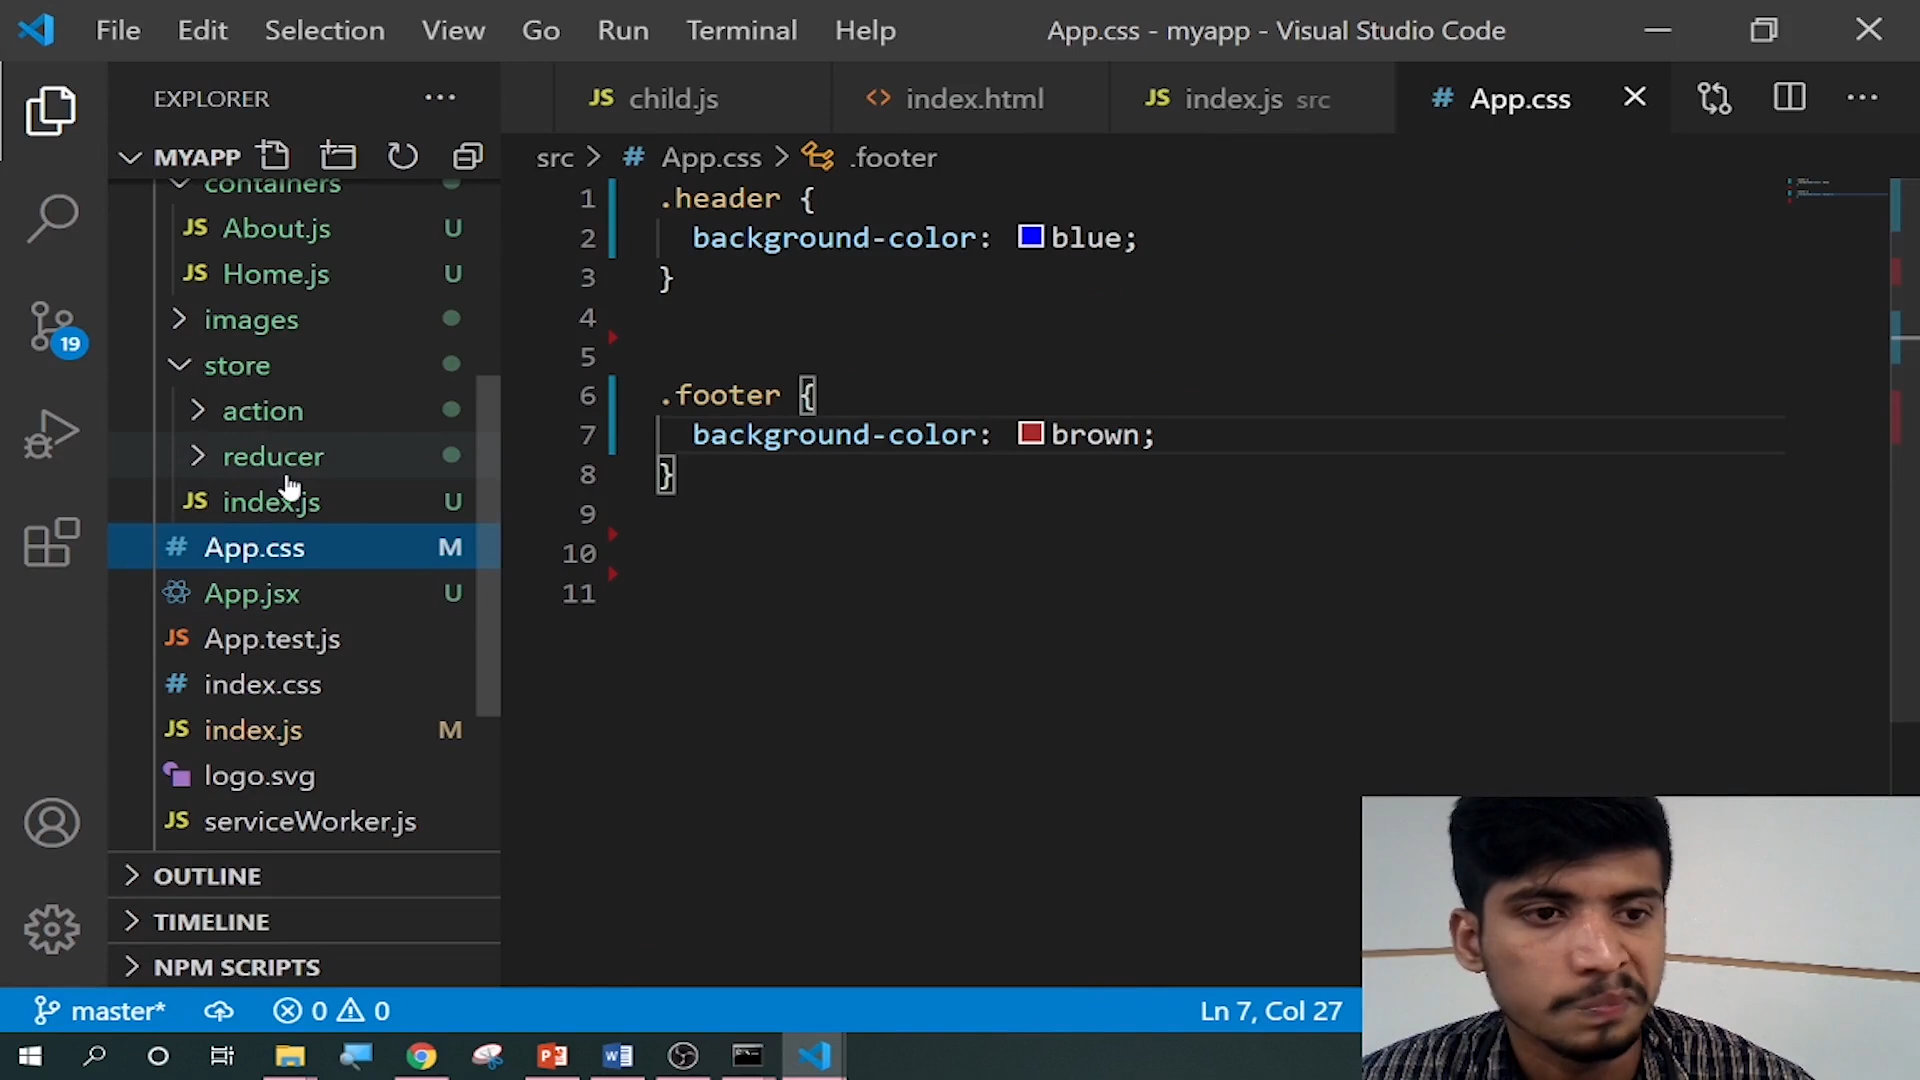 File Edit Selection View Go Run Terminal Help App.css - myapp - Visual Studio Code
EXPLORER
JS child.js <> index.html JS index.js src # App.css
MYAPP
src > # App.css > .footer
containers
JS About.js U
JS Home.js U
images
store
action
reducer
JS index.js U
# App.css M
App.jsx U
JS App.test.js
# index.css
JS index.js M
logo.svg
JS serviceWorker.js
OUTLINE
TIMELINE
NPM SCRIPTS
19
1 .header {
2 background-color: blue;
3 }
4
5
6 .footer {
7 background-color: brown;
8 }
9
10
11
master* 0 0 Ln 7, Col 27